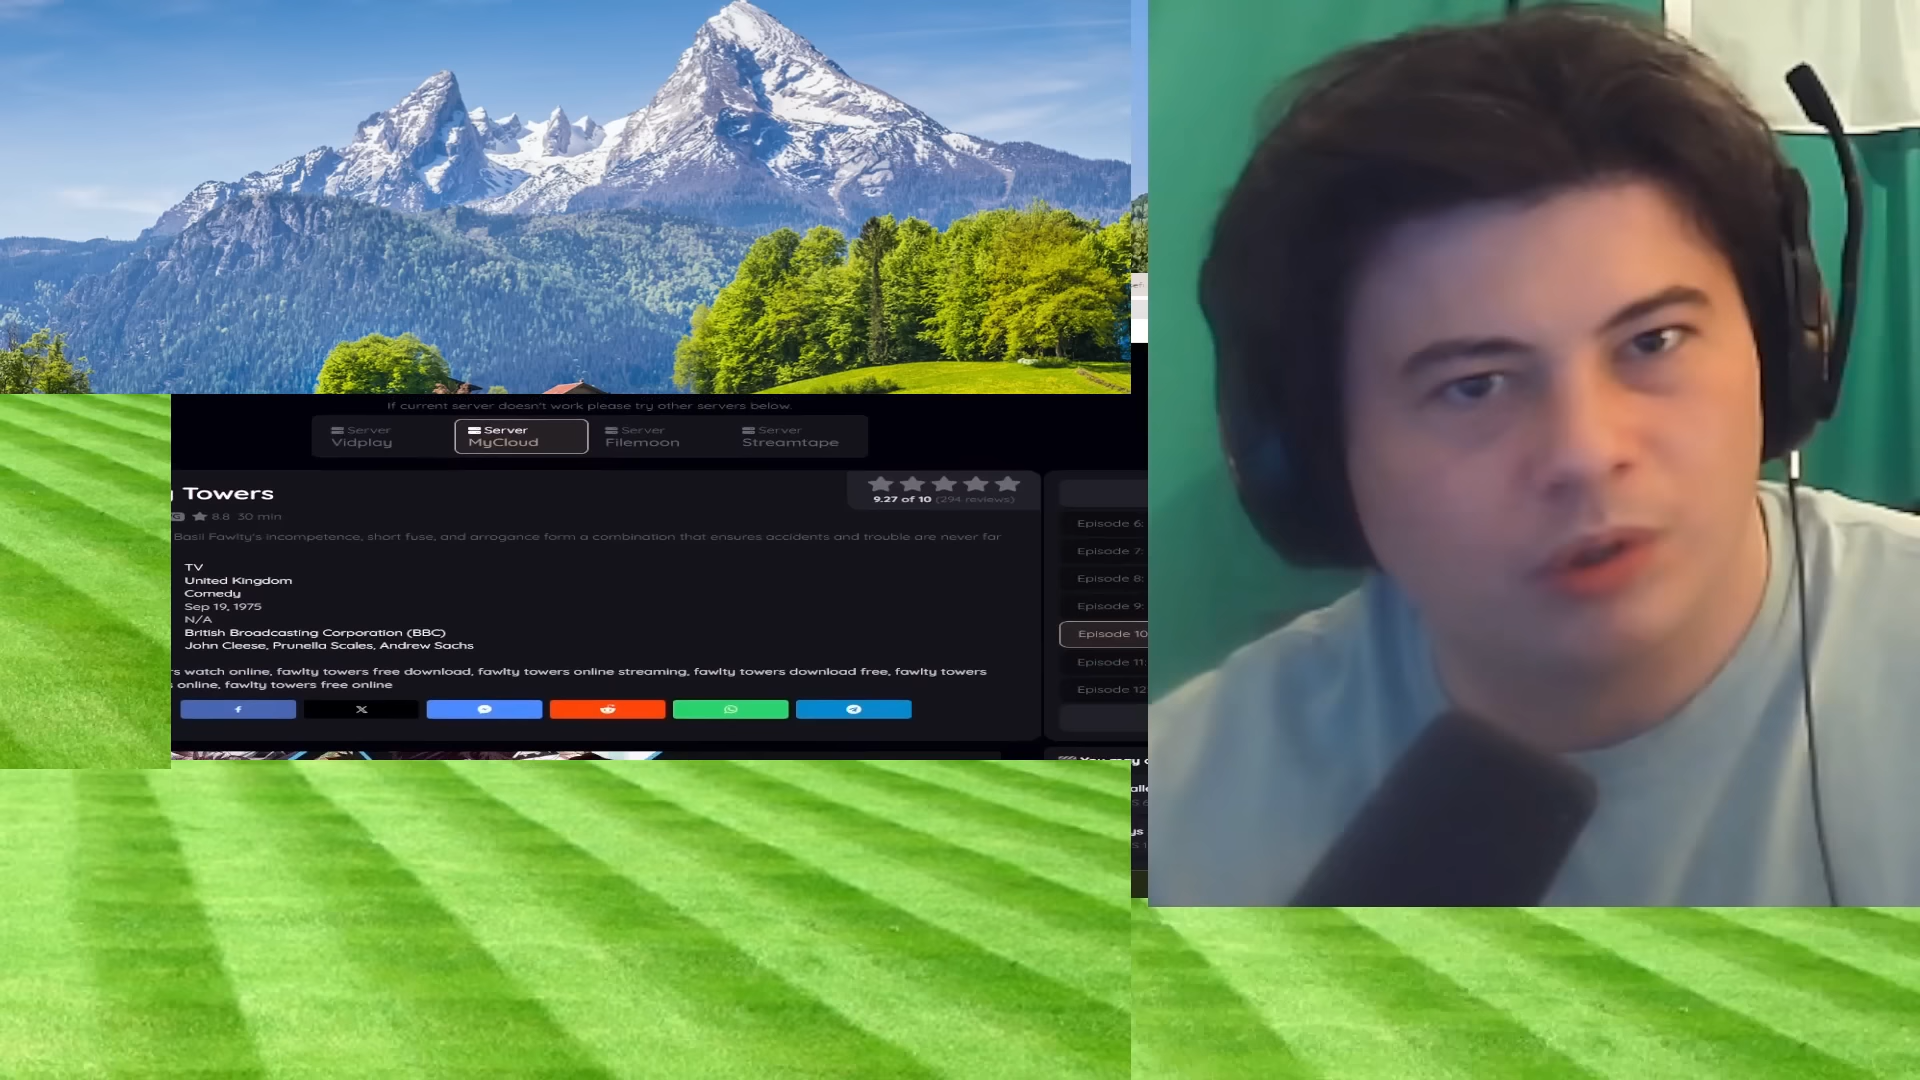 If current server doesn't work please try other servers below.
Server
Vidplay
Server
MyCloud
Server
Filemoon
Server
Streamtape
Towers
9.27 of 10 (294 reviews)
8.8 30 min
Basil Fawlty's incompetence, short fuse, and arrogance form a combination that ensures accidents and trouble are never far
TV
United Kingdom
Comedy
Sep 19, 1975
N/A
British Broadcasting Corporation (BBC)
John Cleese, Prunella Scales, Andrew Sachs
watch online, fawlty towers free download, fawlty towers online streaming, fawlty towers download free, fawlty towers
online, fawlty towers free online
Episode 6:
Episode 7:
Episode 8:
Episode 9:
Episode 10
Episode 11:
Episode 12
You may